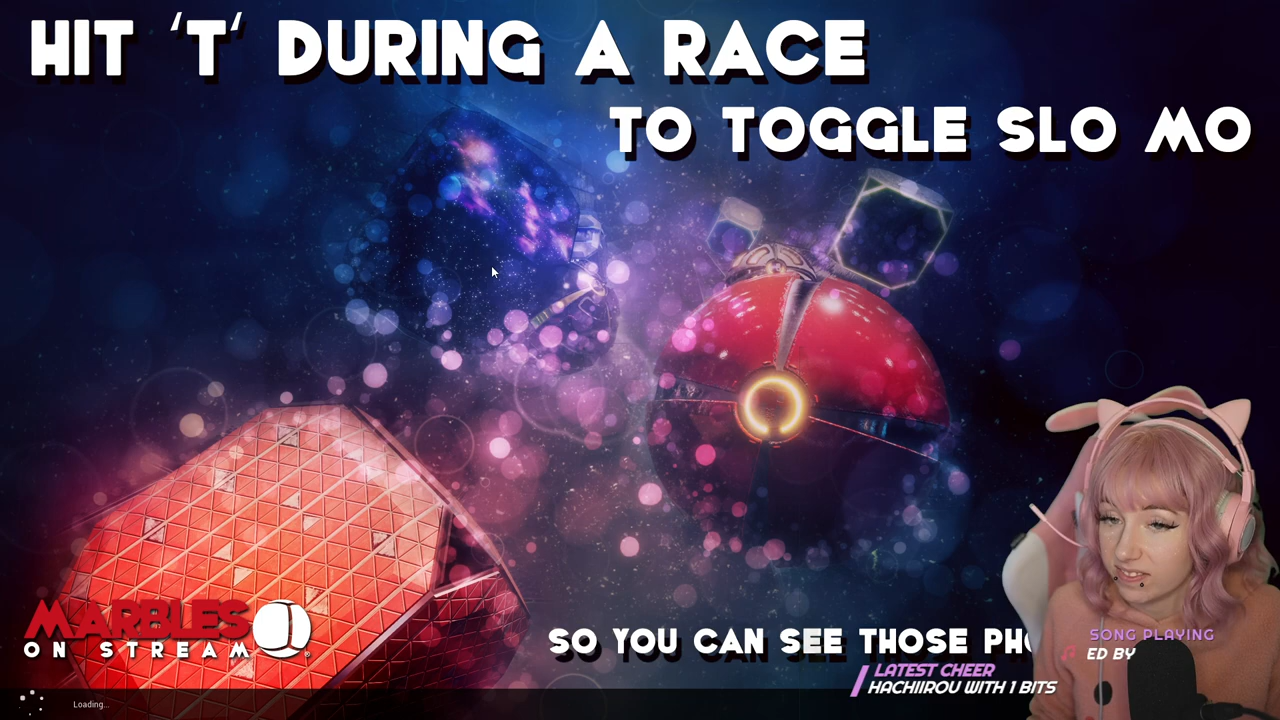 HIT 'T' DURING A RACE
TO TOGGLE SLO MO
MARBLES
ON STREAM
SO YOU CAN SEE THOSE
SONG PLAYING
ED BY
LATEST CHEER
HACHIIROU WITH 1 BITS
Loading...